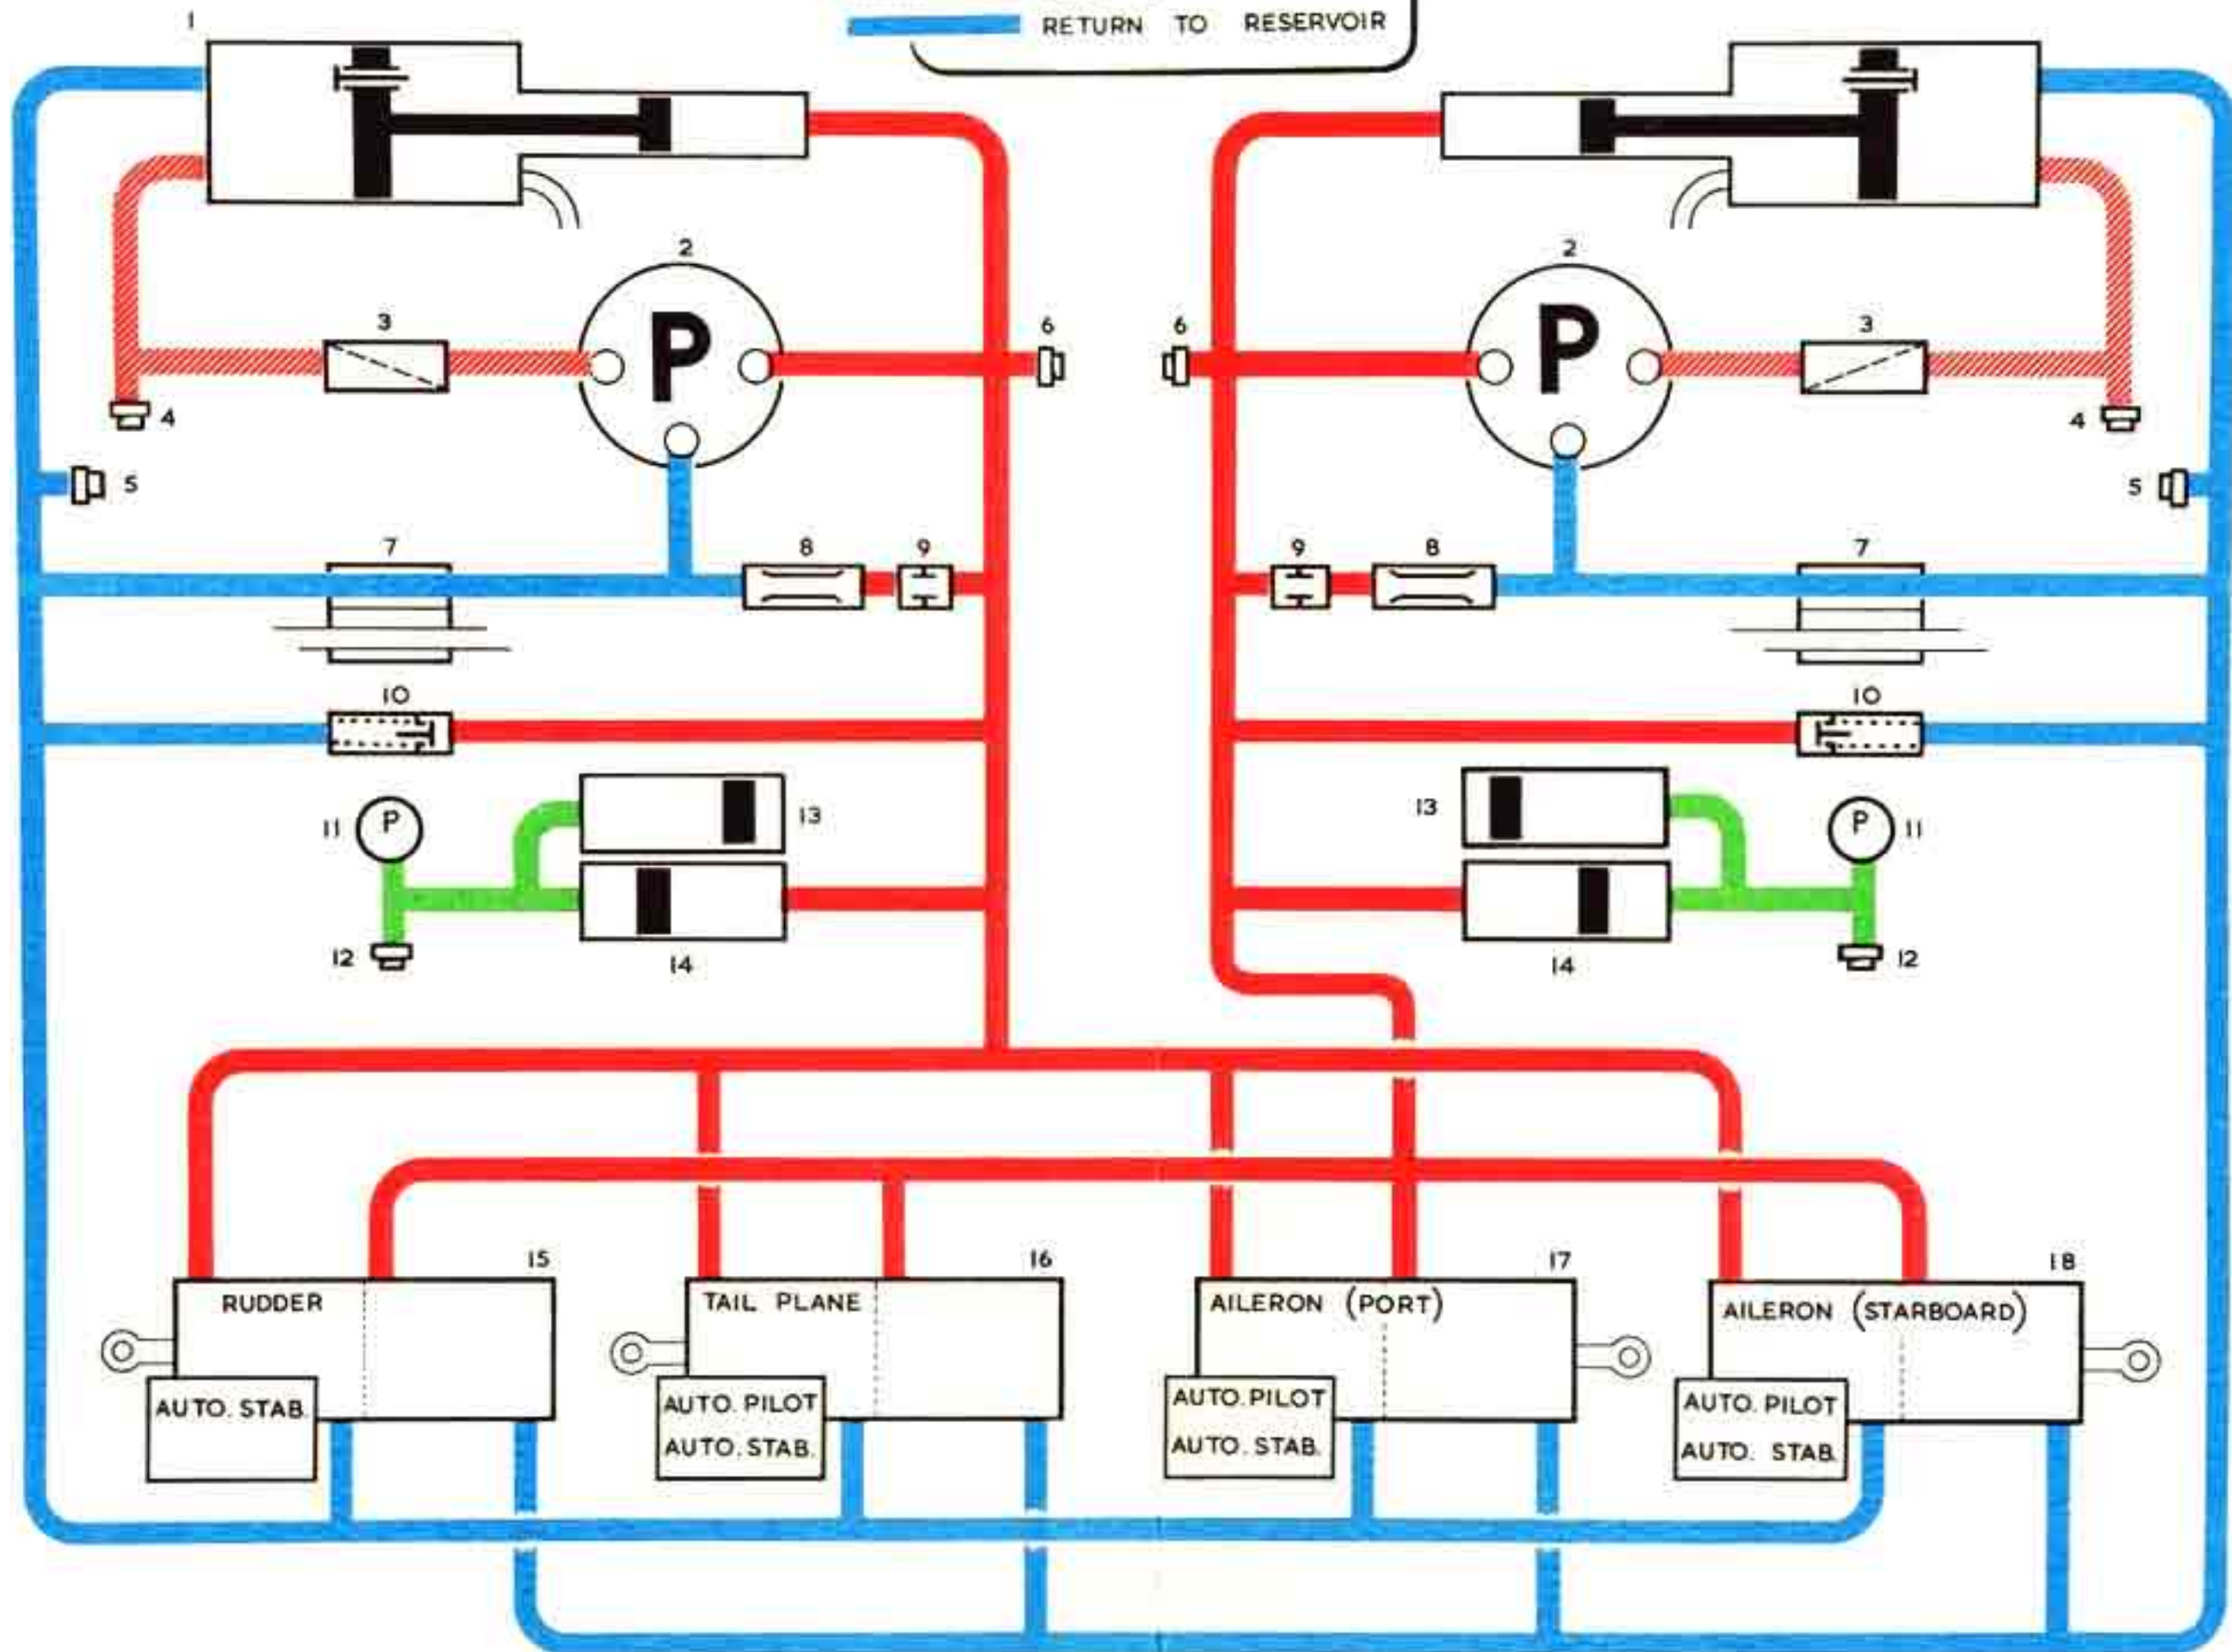 RETURN TO RESERVOIR
1
2
2
3
6
6
3
4
4
5
5
7
8
9
9
8
7
10
10
11
P
13
13
P
11
12
14
14
12
P
P
15
16
17
18
RUDDER
TAIL PLANE
AILERON (PORT)
AILERON (STARBOARD)
AUTO. STAB.
AUTO. PILOT
AUTO. STAB.
AUTO. PILOT
AUTO. STAB.
AUTO. PILOT
AUTO. STAB.